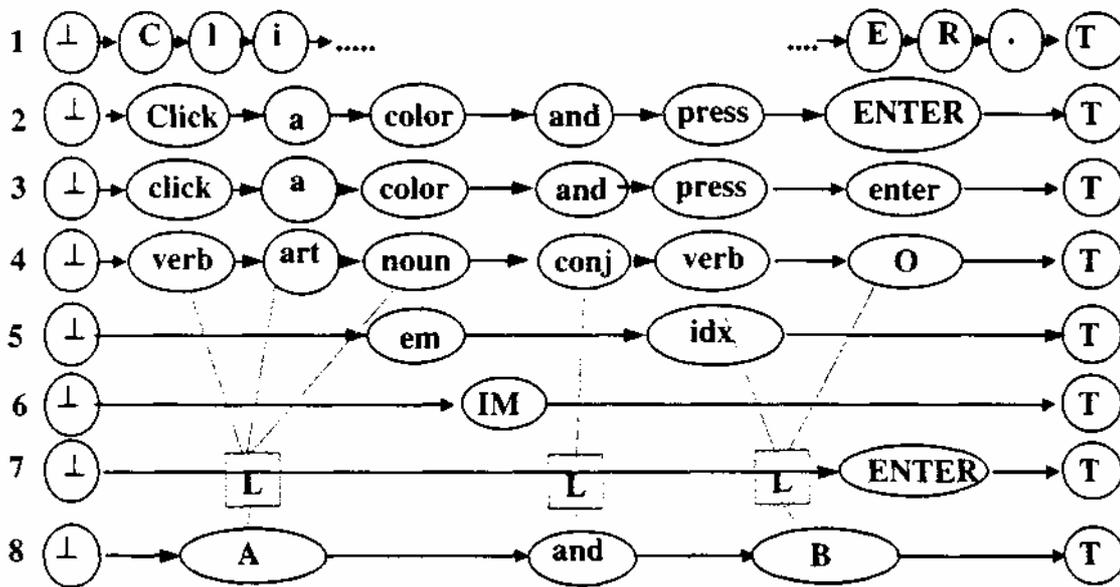 1 ⊥ C l i ..... .... E R . T
2 ⊥ Click a color and press ENTER T
3 ⊥ click a color and press enter T
4 ⊥ verb art noun conj verb O T
5 ⊥ em idx T
6 ⊥ IM T
7 ⊥ ENTER T
L L L
8 ⊥ A and B T